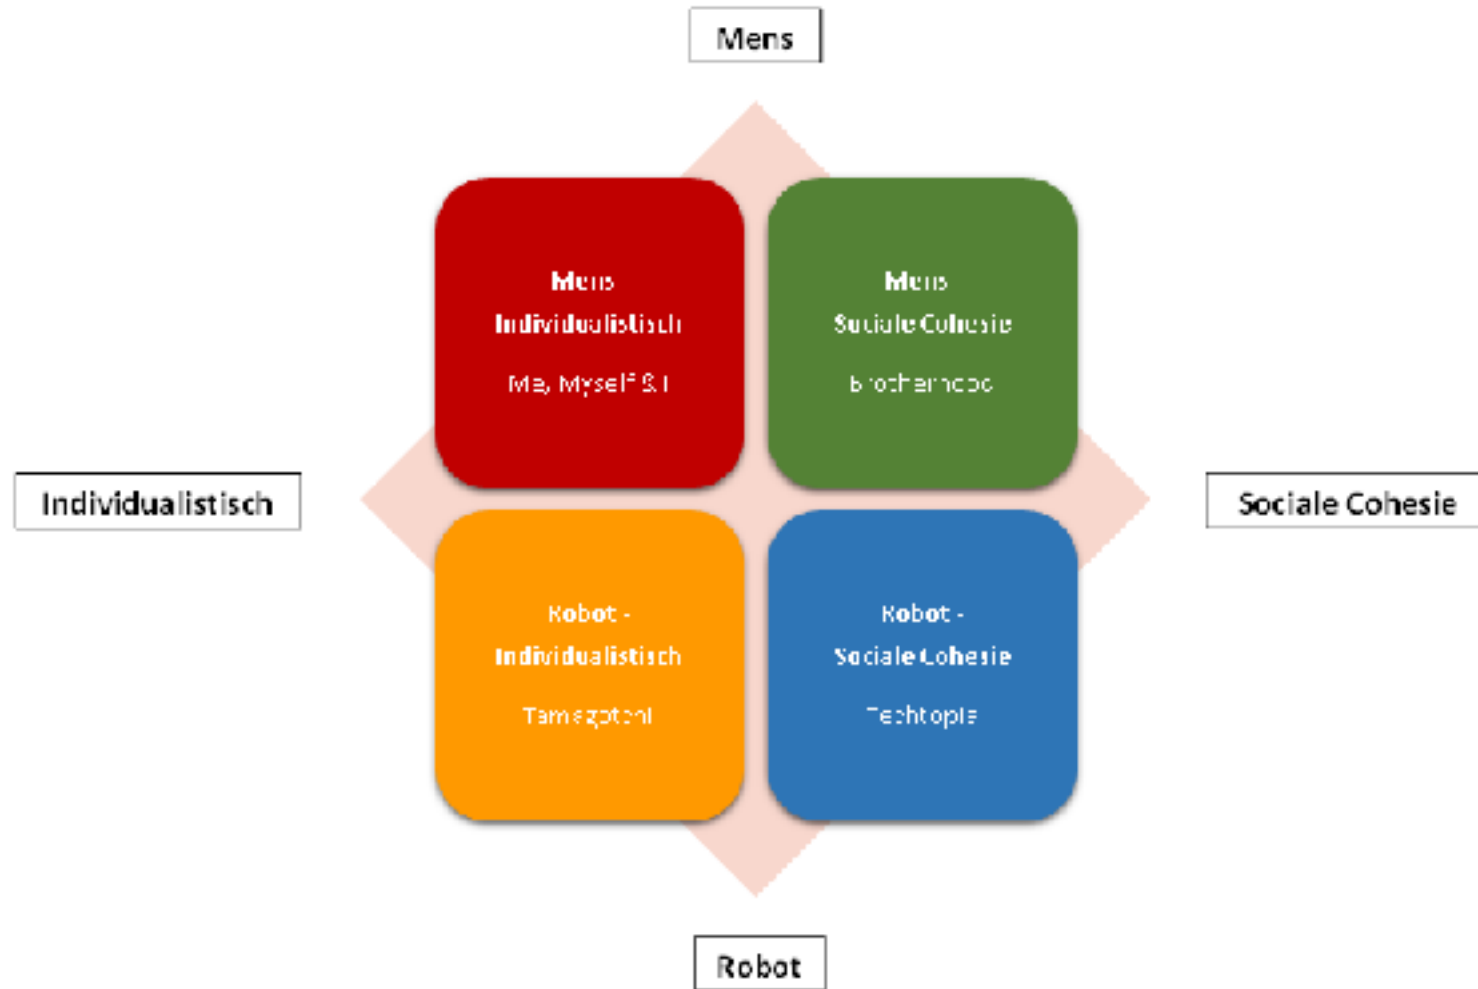 Mens
Mens
Individualistisch
Me, Myself & I
Mens
Sociale Cohesie
Brotherhood
Individualistisch
Sociale Cohesie
Robot -
Individualistisch
Tamagotchi
Robot -
Sociale Cohesie
Techtopia
Robot